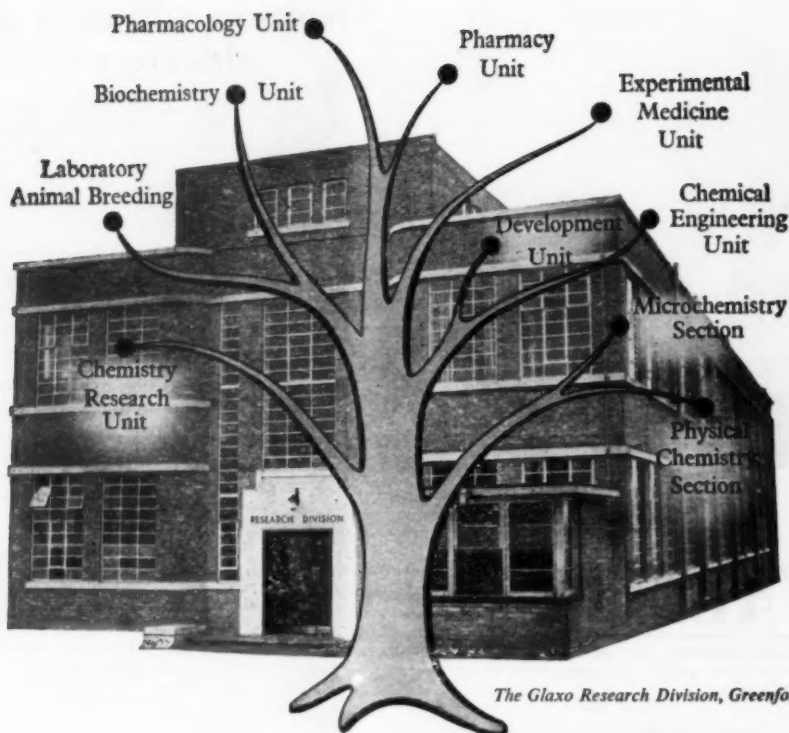 Pharmacology Unit
Pharmacy
Unit
Biochemistry Unit
Experimental
Medicine
Unit
Laboratory
Animal Breeding
Chemical
Engineering
Unit
Development
Unit
Microchemistry
Section
Chemistry
Research
Unit
Physical
Chemistry
Section
RESEARCH DIVISION
The Glaxo Research Division,